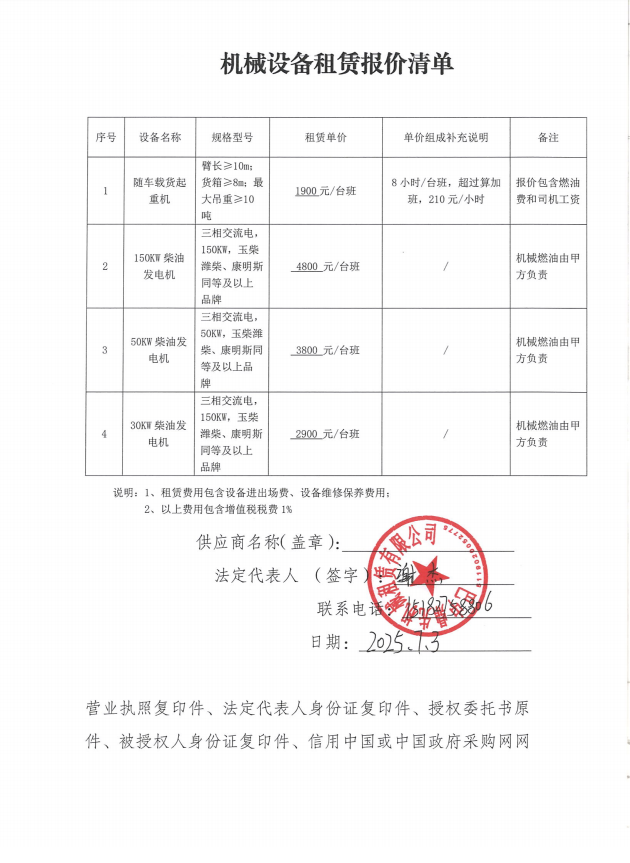 机械设备租赁报价清单
序号 设备名称 规格型号 租赁单价 单价组成补充说明 备注
1 随车载货起重机 臂长≥10m;货箱≥8m;最大吊重≥10吨 1900 元/台班 8 小时/台班,超过算加班,210 元/小时 报价包含燃油费和司机工资
2 150KW 柴油发电机 三相交流电,150KW,玉柴潍柴、康明斯同等及以上品牌 4800 元/台班 / 机械燃油由甲方负责
3 50KW 柴油发电机 三相交流电,50KW,玉柴潍柴、康明斯同等及以上品牌 3800 元/台班 / 机械燃油由甲方负责
4 30KW 柴油发电机 三相交流电,150KW,玉柴潍柴、康明斯同等及以上品牌 2900 元/台班 / 机械燃油由甲方负责
说明:1、租赁费用包含设备进出场费、设备维修保养费用;
2、以上费用包含增值税税费 1%
供应商名称(盖章):
法定代表人 (签字):
联系电话:
日期: 2025.7.3
租赁有限公司
营业执照复印件、法定代表人身份证复印件、授权委托书原
件、被授权人身份证复印件、信用中国或中国政府采购网网